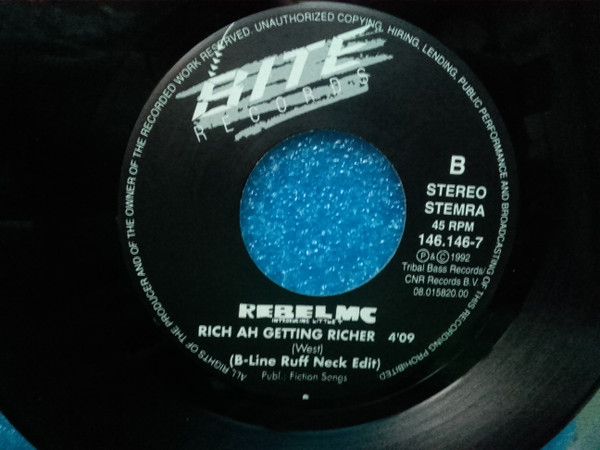 ALL RIGHTS OF THE PRODUCER AND OF THE OWNER OF THE RECORDED WORK RESERVED. UNAUTHORIZED COPYING, HIRING, LENDING, PUBLIC PERFORMANCE AND BROADCASTING OF THIS RECORDING PROHIBITED
BITE
RECORDS
B
STEREO
STEMRA
45 RPM
146.146-7
Ⓟ & © 1992
Tribal Bass Records/
CNR Records B.V.
08.015820.00
REBEL MC
INTRODUCING LITTLE T
RICH AH GETTING RICHER 4'09
(West)
(B-Line Ruff Neck Edit)
Publ.: Fiction Songs